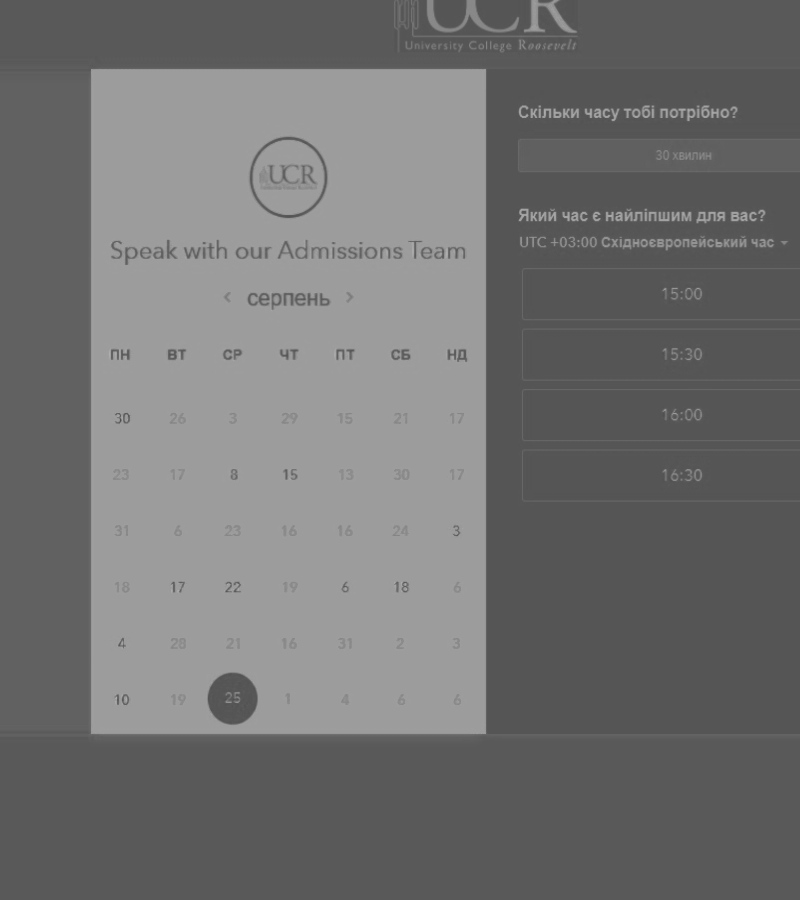 UCR
University College Roosevelt
UCR
Speak with our Admissions Team
серпень
ПН ВТ СР ЧТ ПТ СБ НД
30 26 3 29 15 21 17
23 17 8 15 13 30 17
31 6 23 16 16 24 3
18 17 22 19 6 18 6
4 28 21 16 31 2 3
10 19 25 1 4 6 6
Скільки часу тобі потрібно?
30 хвилин
Який час є найліпшим для вас?
UTC +03:00 Східноєвропейський час
15:00
15:30
16:00
16:30